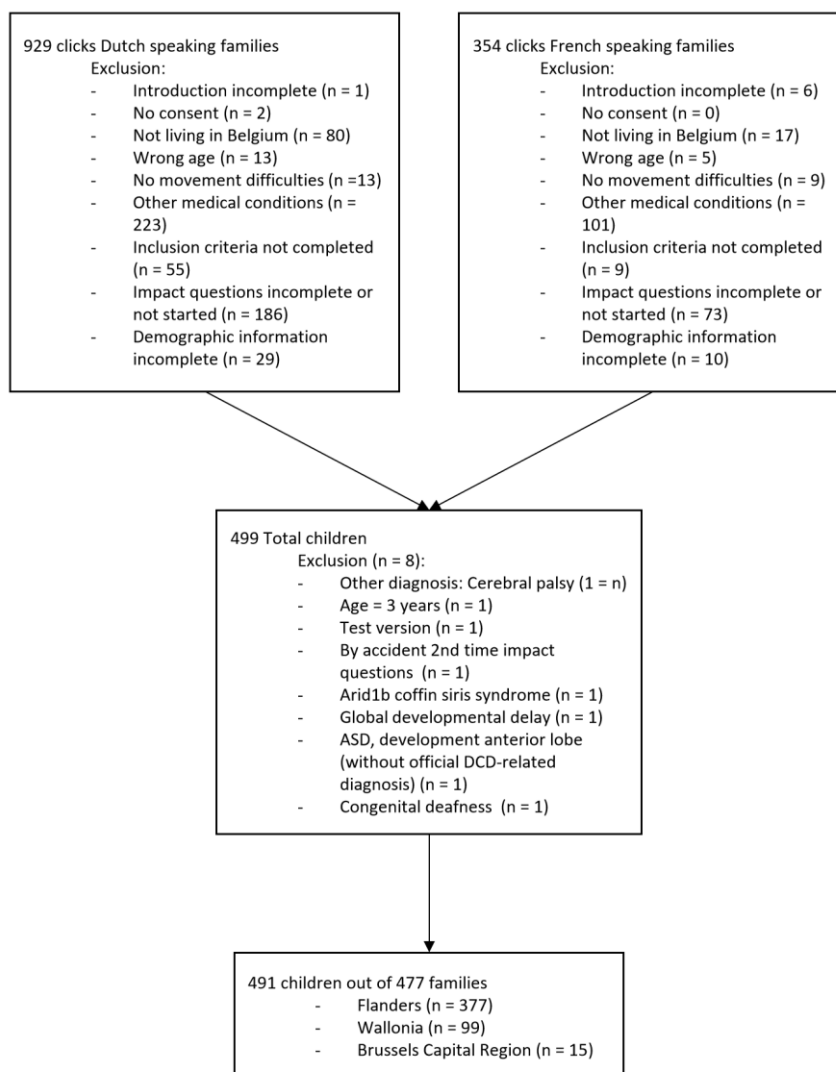 929 clicks Dutch speaking families
Exclusion:
- Introduction incomplete (n = 1)
- No consent (n = 2)
- Not living in Belgium (n = 80)
- Wrong age (n = 13)
- No movement difficulties (n =13)
- Other medical conditions (n =
223)
- Inclusion criteria not completed
(n = 55)
- Impact questions incomplete or
not started (n = 186)
- Demographic information
incomplete (n = 29)
354 clicks French speaking families
Exclusion:
- Introduction incomplete (n = 6)
- No consent (n = 0)
- Not living in Belgium (n = 17)
- Wrong age (n = 5)
- No movement difficulties (n = 9)
- Other medical conditions (n =
101)
- Inclusion criteria not completed
(n = 9)
- Impact questions incomplete or
not started (n = 73)
- Demographic information
incomplete (n = 10)
499 Total children
Exclusion (n = 8):
- Other diagnosis: Cerebral palsy (1 = n)
- Age = 3 years (n = 1)
- Test version (n = 1)
- By accident 2nd time impact
questions (n = 1)
- Arid1b coffin siris syndrome (n = 1)
- Global developmental delay (n = 1)
- ASD, development anterior lobe
(without official DCD-related
diagnosis) (n = 1)
- Congenital deafness (n = 1)
491 children out of 477 families
- Flanders (n = 377)
- Wallonia (n = 99)
- Brussels Capital Region (n = 15)